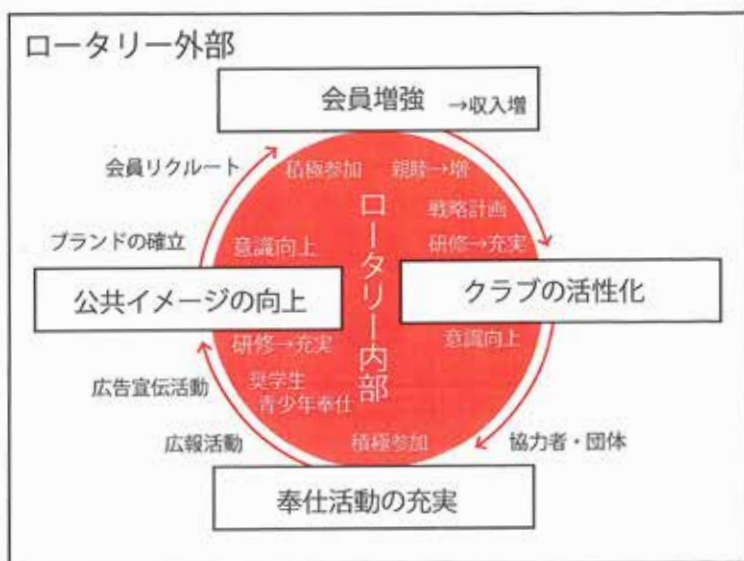 ロータリー外部
会員増強 →収入増
会員リクルート
積極参加 親睦→増
戦略計画
ブランドの確立
意識向上
研修→充実
ロータリー内部
公共イメージの向上
クラブの活性化
研修→充実
意識向上
広告宣伝活動
奨学生
青少年奉仕
広報活動
積極参加
協力者・団体
奉仕活動の充実